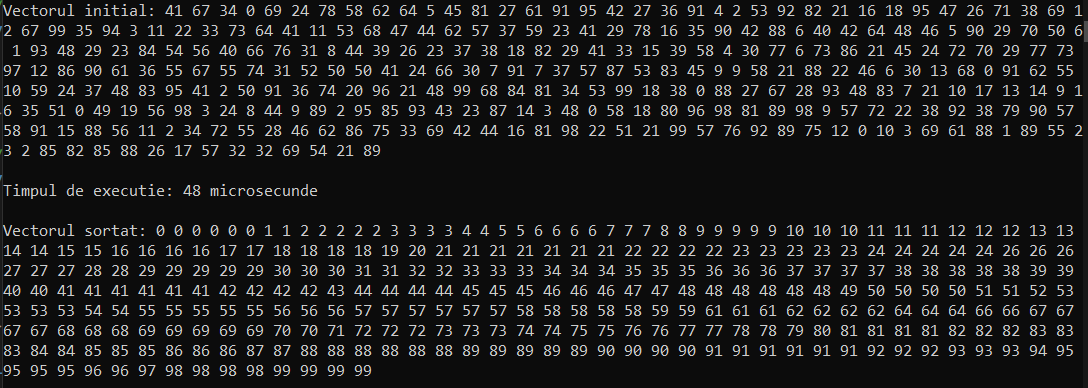 Vectorul initial: 41 67 34 0 69 24 78 58 62 64 5 45 81 27 61 91 95 42 27 36 91 4 2 53 92 82 21 16 18 95 47 26 71 38 69 1
2 67 99 35 94 3 11 22 33 73 64 41 11 53 68 47 44 62 57 37 59 23 41 29 78 16 35 90 42 88 6 40 42 64 48 46 5 90 29 70 50 6
1 93 48 29 23 84 54 56 40 66 76 31 8 44 39 26 23 37 38 18 82 29 41 33 15 39 58 4 30 77 6 73 86 21 45 24 72 70 29 77 73
97 12 86 90 61 36 55 67 55 74 31 52 50 50 41 24 66 30 7 91 7 37 57 87 53 83 45 9 9 58 21 88 22 46 6 30 13 68 0 91 62 55
10 59 24 37 48 83 95 41 2 50 91 36 74 20 96 21 48 99 68 84 81 34 53 99 18 38 0 88 27 67 28 93 48 83 7 21 10 17 13 14 9 1
6 35 51 0 49 19 56 98 3 24 8 44 9 89 2 95 85 93 43 23 87 14 3 48 0 58 18 80 96 98 81 89 98 9 57 72 22 38 92 38 79 90 57
58 91 15 88 56 11 2 34 72 55 28 46 62 86 75 33 69 42 44 16 81 98 22 51 21 99 57 76 92 89 75 12 0 10 3 69 61 88 1 89 55 2
3 2 85 82 85 88 26 17 57 32 32 69 54 21 89
Timpul de executie: 48 microsecunde
Vectorul sortat: 0 0 0 0 0 0 1 1 2 2 2 2 2 3 3 3 3 4 4 5 5 6 6 6 6 7 7 7 8 8 9 9 9 9 9 10 10 10 11 11 11 12 12 12 13 13
14 14 15 15 16 16 16 16 17 17 18 18 18 18 19 20 21 21 21 21 21 21 21 22 22 22 22 23 23 23 23 23 24 24 24 24 24 26 26 26
27 27 27 28 28 29 29 29 29 29 30 30 30 31 31 32 32 33 33 33 34 34 34 35 35 35 36 36 36 37 37 37 37 38 38 38 38 38 39 39
40 40 41 41 41 41 41 41 42 42 42 42 43 44 44 44 44 45 45 45 46 46 46 47 47 48 48 48 48 48 48 49 50 50 50 50 51 51 52 53
53 53 53 54 54 55 55 55 55 55 56 56 56 57 57 57 57 57 57 58 58 58 58 58 59 59 61 61 61 62 62 62 62 64 64 64 66 66 67 67
67 67 68 68 68 69 69 69 69 69 70 70 71 72 72 72 73 73 73 74 74 75 75 76 76 77 77 78 78 79 80 81 81 81 81 82 82 82 83 83
83 84 84 85 85 85 86 86 86 87 87 88 88 88 88 88 88 89 89 89 89 89 90 90 90 90 91 91 91 91 91 91 92 92 92 93 93 93 94 95
95 95 95 96 96 97 98 98 98 98 99 99 99 99